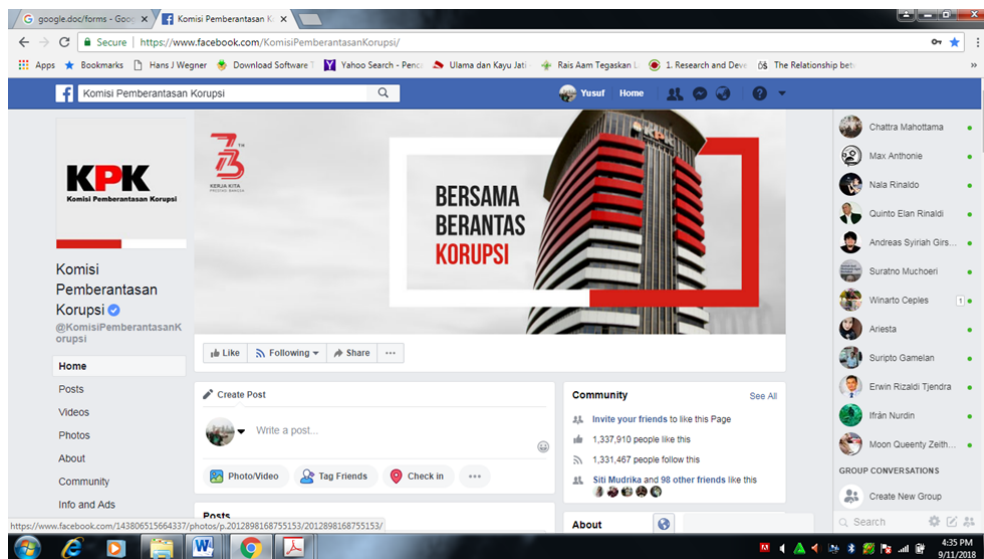 google.doc/forms - Goo
Komisi Pemberantasan K
Secure | https://www.facebook.com/KomisiPemberantasanKorupsi/
Apps Bookmarks Hans J Wegner Download Software T Yahoo Search - Penca Ulama dan Kayu Jati Rais Aam Tegaskan L 1. Research and Deve The Relationship bet
Komisi Pemberantasan Korupsi
Yusuf Home
KPK
Komisi Pemberantasan Korupsi
73 TH
KERJA KITA
PRESTASI BANGSA
BERSAMA
BERANTAS
KORUPSI
Komisi
Pemberantasan
Korupsi
@KomisiPemberantasanK
orupsi
Home
Posts
Videos
Photos
About
Community
Info and Ads
Like Following Share ...
Create Post
Write a post...
Photo/Video Tag Friends Check in ...
Posts
Community See All
Invite your friends to like this Page
1,337,910 people like this
1,331,467 people follow this
Siti Mudrika and 98 other friends like this
About
Chattra Mahottama
Max Anthonie
Nala Rinaldo
Quinto Elan Rinaldi
Andreas Syiriah Girs...
Suratno Muchoeri
Winarto Ceples 1
Ariesta
Suripto Gamelan
Erwin Rizaldi Tjendra
Ifrán Nurdin
Moon Queenty Zeith...
GROUP CONVERSATIONS
Create New Group
Search
https://www.facebook.com/143806515664337/photos/p.2012898168755153/2012898168755153/
4:35 PM
9/11/2018